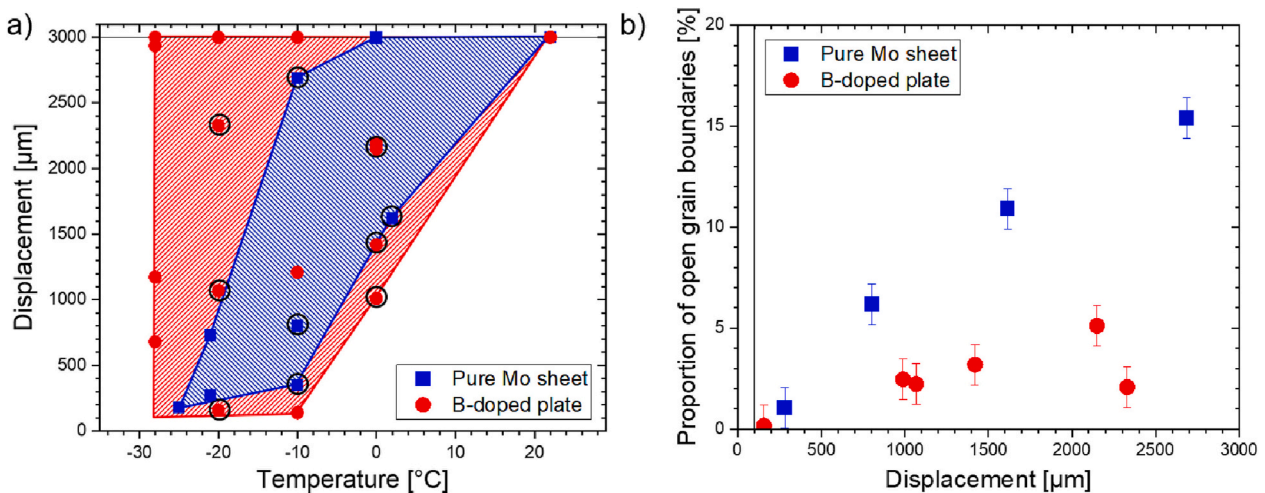 a)
Displacement [µm]
3000
2500
2000
1500
1000
500
0
-30
-20
-10
0
10
20
Temperature [°C]
Pure Mo sheet
B-doped plate
b)
Proportion of open grain boundaries [%]
20
15
10
5
0
Pure Mo sheet
B-doped plate
0
500
1000
1500
2000
2500
3000
Displacement [µm]